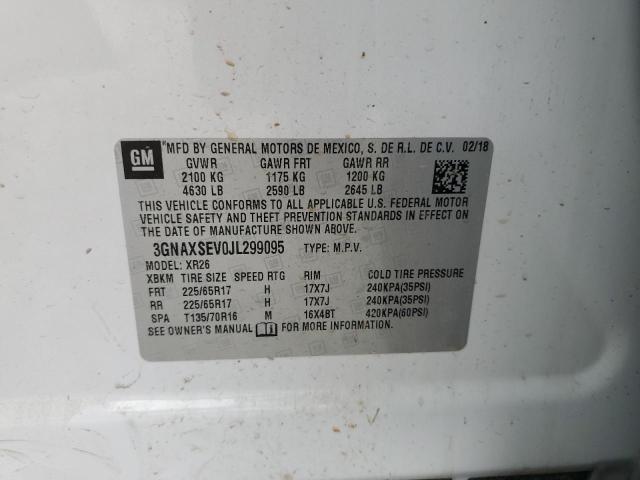 GM "MFD BY GENERAL MOTORS DE MEXICO, S. DE R.L. DE C.V. 02/18
GVWR GAWR FRT GAWR RR
2100 KG 1175 KG 1200 KG
4630 LB 2590 LB 2645 LB
THIS VEHICLE CONFORMS TO ALL APPLICABLE U.S. FEDERAL MOTOR
VEHICLE SAFETY AND THEFT PREVENTION STANDARDS IN EFFECT ON
THE DATE OF MANUFACTURE SHOWN ABOVE.
3GNAXSEV0JL299095 TYPE: M.P.V.
MODEL: XR26
XBKM TIRE SIZE SPEED RTG RIM COLD TIRE PRESSURE
FRT 225/65R17 H 17X7J 240KPA(35PSI)
RR 225/65R17 H 17X7J 240KPA(35PSI)
SPA T135/70R16 M 16X4BT 420KPA(60PSI)
SEE OWNER'S MANUAL FOR MORE INFORMATION.